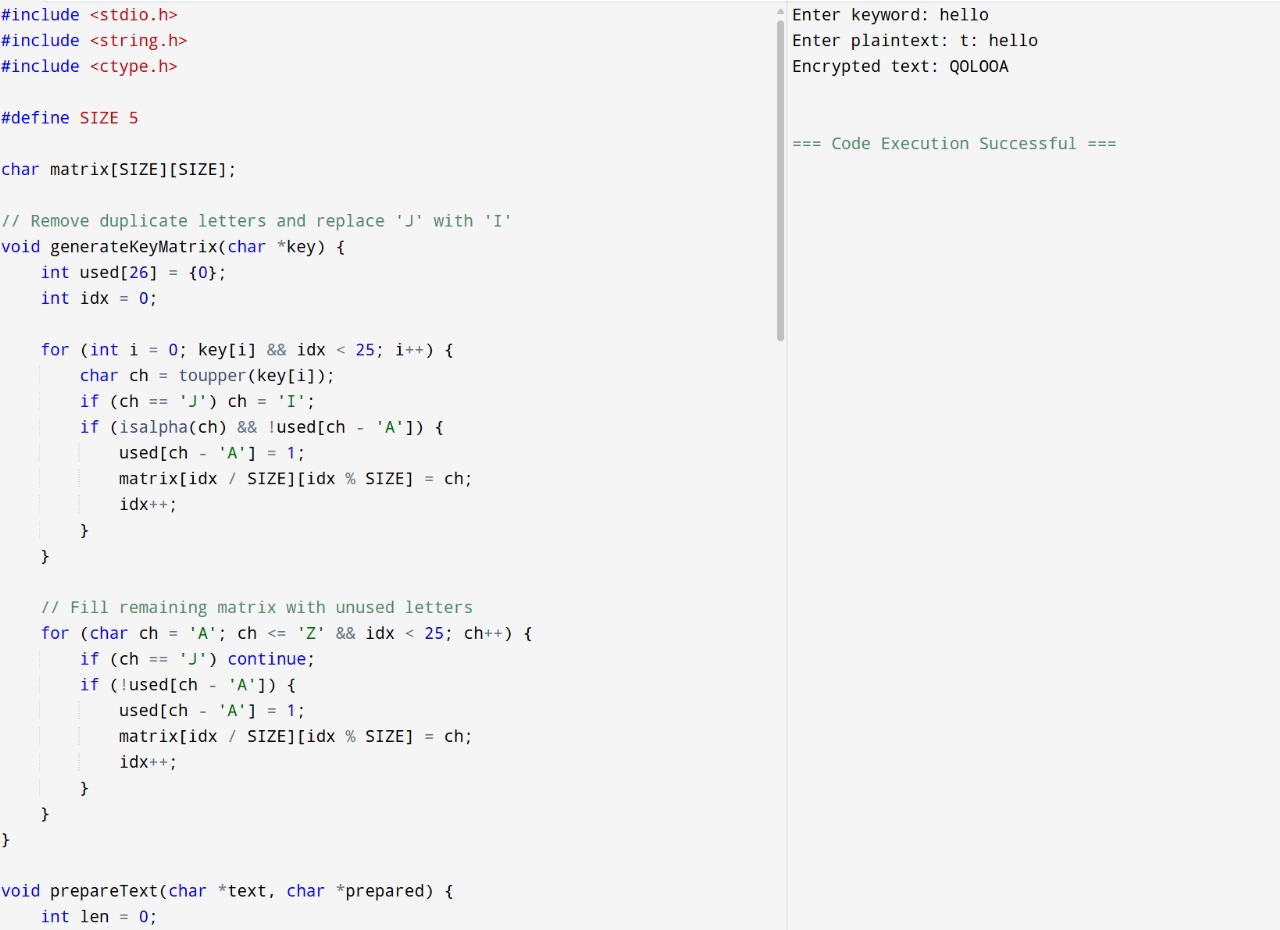 #include <stdio.h>
#include <string.h>
#include <ctype.h>

#define SIZE 5

char matrix[SIZE][SIZE];

// Remove duplicate letters and replace 'J' with 'I'
void generateKeyMatrix(char *key) {
    int used[26] = {0};
    int idx = 0;

    for (int i = 0; key[i] && idx < 25; i++) {
        char ch = toupper(key[i]);
        if (ch == 'J') ch = 'I';
        if (isalpha(ch) && !used[ch - 'A']) {
            used[ch - 'A'] = 1;
            matrix[idx / SIZE][idx % SIZE] = ch;
            idx++;
        }
    }

    // Fill remaining matrix with unused letters
    for (char ch = 'A'; ch <= 'Z' && idx < 25; ch++) {
        if (ch == 'J') continue;
        if (!used[ch - 'A']) {
            used[ch - 'A'] = 1;
            matrix[idx / SIZE][idx % SIZE] = ch;
            idx++;
        }
    }
}

void prepareText(char *text, char *prepared) {
    int len = 0;
Enter keyword: hello
Enter plaintext: t: hello
Encrypted text: QOLOOA

=== Code Execution Successful ===